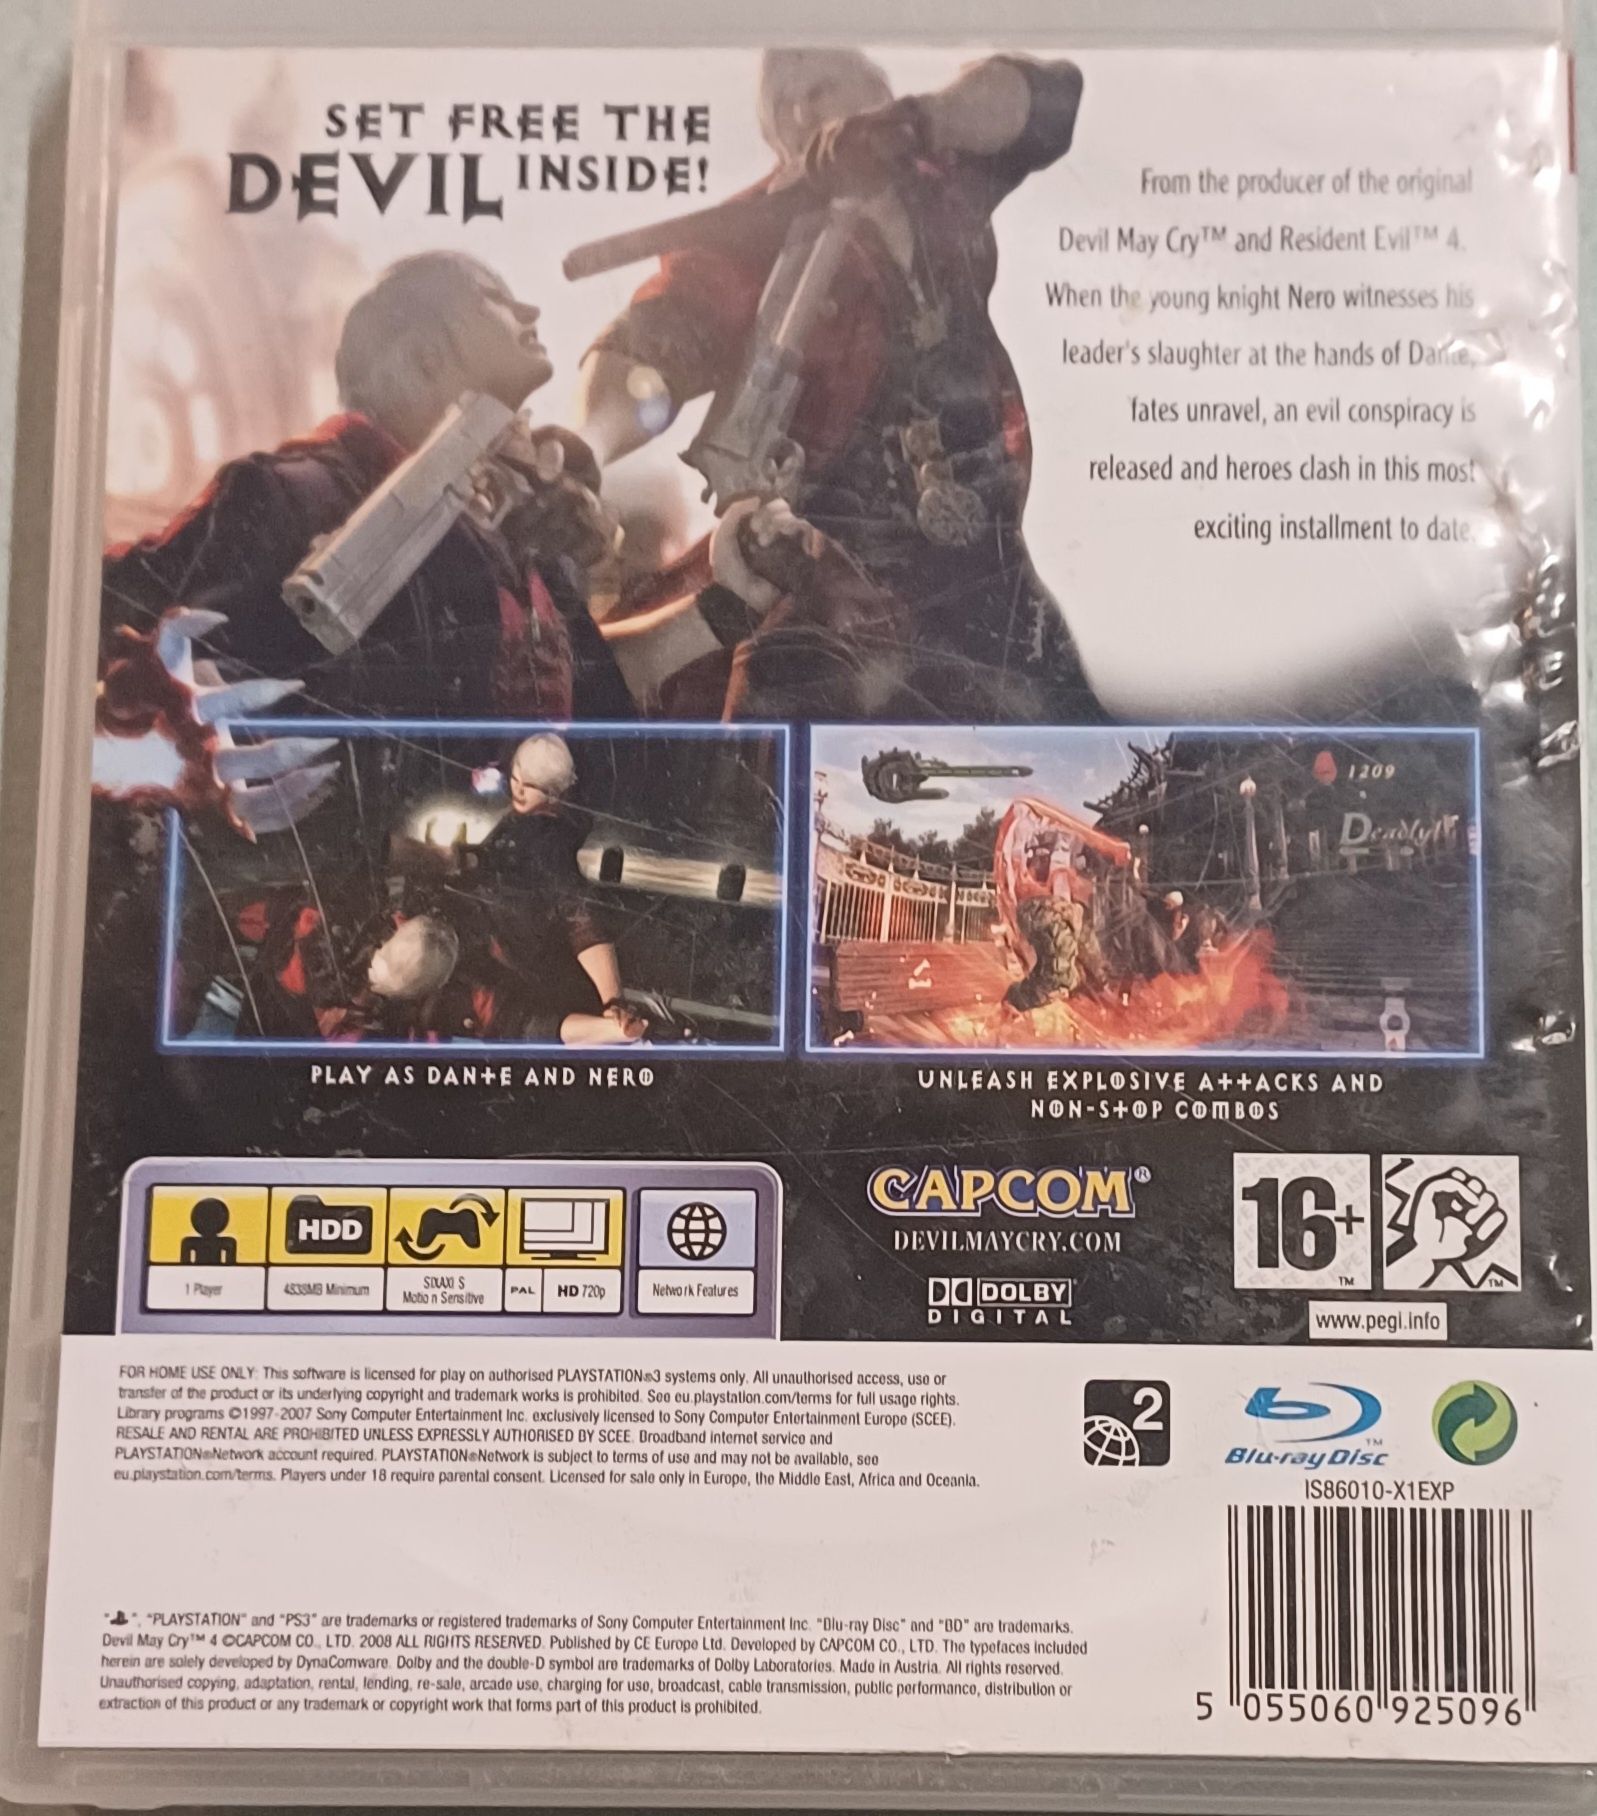 SET FREE THE
DEVIL INSIDE!
From the producer of the original
Devil May Cry™ and Resident Evil™ 4.
When the young knight Nero witnesses his
leader's slaughter at the hands of Dante,
fates unravel, an evil conspiracy is
released and heroes clash in this most
exciting installment to date.
1209
Deadly!
PLAY AS DANTE AND NERO
UNLEASH EXPLOSIVE ATTACKS AND
NON-STOP COMBOS
HDD
1 Player
4838MB Minimum
SIXAXIS
Motion Sensitive
PAL
HD 720p
Network Features
CAPCOM®
DEVILMAYCRY.COM
DOLBY
DIGITAL
16+
™
™
www.pegi.info
FOR HOME USE ONLY: This software is licensed for play on authorised PLAYSTATION®3 systems only. All unauthorised access, use or
transfer of the product or its underlying copyright and trademark works is prohibited. See eu.playstation.com/terms for full usage rights.
Library programs ©1997-2007 Sony Computer Entertainment Inc. exclusively licensed to Sony Computer Entertainment Europe (SCEE).
RESALE AND RENTAL ARE PROHIBITED UNLESS EXPRESSLY AUTHORISED BY SCEE. Broadband internet service and
PLAYSTATION®Network account required. PLAYSTATION®Network is subject to terms of use and may not be available, see
eu.playstation.com/terms. Players under 18 require parental consent. Licensed for sale only in Europe, the Middle East, Africa and Oceania.
2
Blu-ray Disc™
IS86010-X1EXP
"", "PLAYSTATION" and "PS3" are trademarks or registered trademarks of Sony Computer Entertainment Inc. "Blu-ray Disc" and "BD" are trademarks.
Devil May Cry™ 4 ©CAPCOM CO., LTD. 2008 ALL RIGHTS RESERVED. Published by CE Europe Ltd. Developed by CAPCOM CO., LTD. The typefaces included
herein are solely developed by DynaComware. Dolby and the double-D symbol are trademarks of Dolby Laboratories. Made in Austria. All rights reserved.
Unauthorised copying, adaptation, rental, lending, re-sale, arcade use, charging for use, broadcast, cable transmission, public performance, distribution or
extraction of this product or any trademark or copyright work that forms part of this product is prohibited.
5 055060 925096